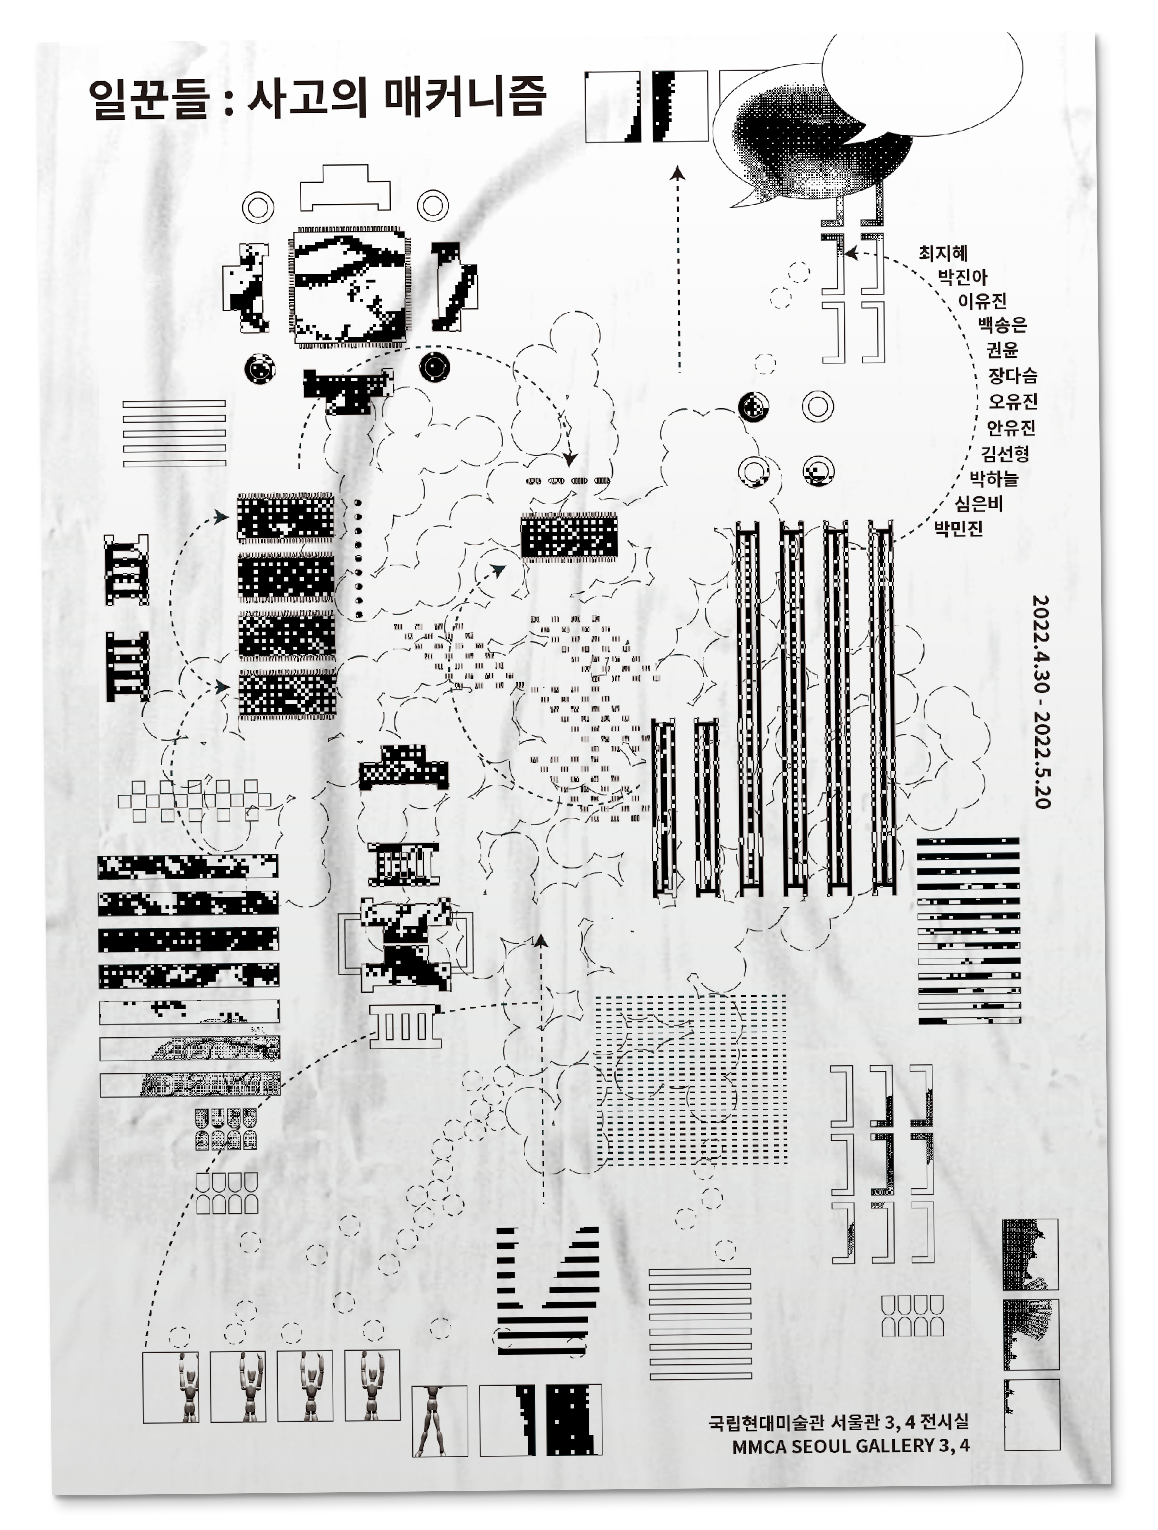 일꾼들 : 사고의 매커니즘
최지혜
박진아
이유진
백송은
권윤
장다슴
오유진
안유진
김선형
박하늘
심은비
박민진
2022.4.30 - 2022.5.20
국립현대미술관 서울관 3, 4 전시실
MMCA SEOUL GALLERY 3, 4